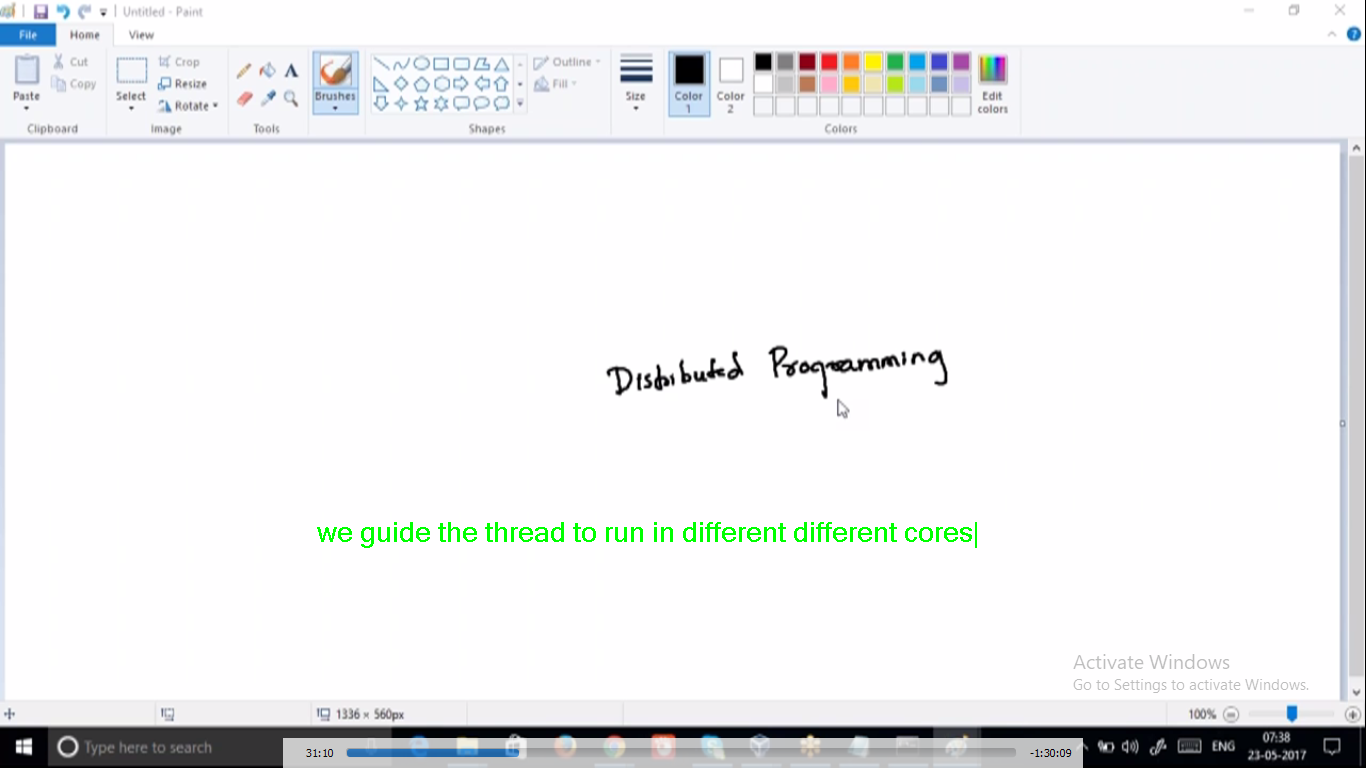 Untitled - Paint
File Home View
Paste
Cut
Copy
Clipboard
Select
Crop
Resize
Rotate
Image
Tools
Brushes
Shapes
Outline
Fill
Size
Color 1
Color 2
Edit colors
Colors
Distributed Programming
we guide the thread to run in different different cores
Activate Windows
Go to Settings to activate Windows.
1336 × 560px
100%
Type here to search
31:10
-1:30:09
ENG
07:38
23-05-2017